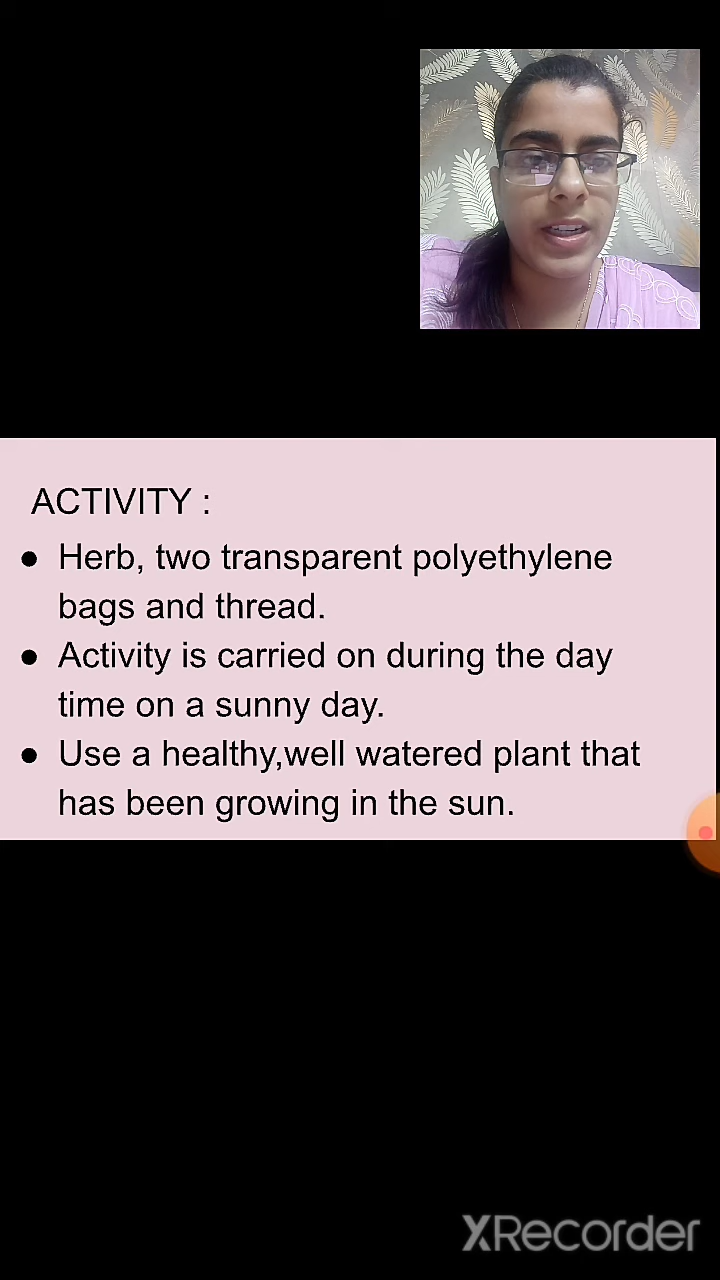 ACTIVITY :
● Herb, two transparent polyethylene
bags and thread.
● Activity is carried on during the day
time on a sunny day.
● Use a healthy,well watered plant that
has been growing in the sun.
XRecorder